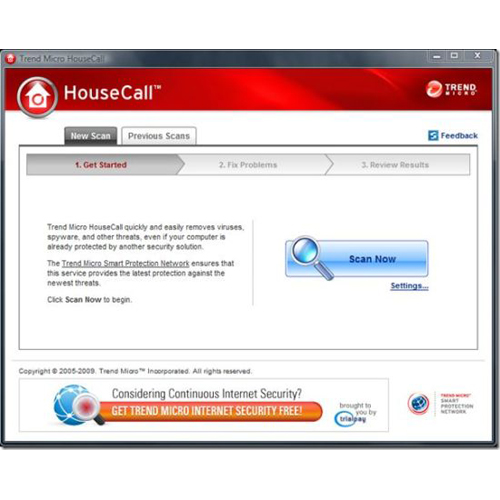 Trend Micro HouseCall
HouseCall™
TREND
MICRO
New Scan
Previous Scans
Feedback
1. Get Started
2. Fix Problems
3. Review Results
Trend Micro HouseCall quickly and easily removes viruses,
spyware, and other threats, even if your computer is
already protected by another security solution.
The Trend Micro Smart Protection Network ensures that
this service provides the latest protection against the
newest threats.
Click Scan Now to begin.
Scan Now
Settings...
Copyright © 2005-2009. Trend Micro™ Incorporated. All rights reserved.
Considering Continuous Internet Security?
GET TREND MICRO INTERNET SECURITY FREE!
brought to
you by
trialpay
TREND MICRO™
SMART
PROTECTION
NETWORK